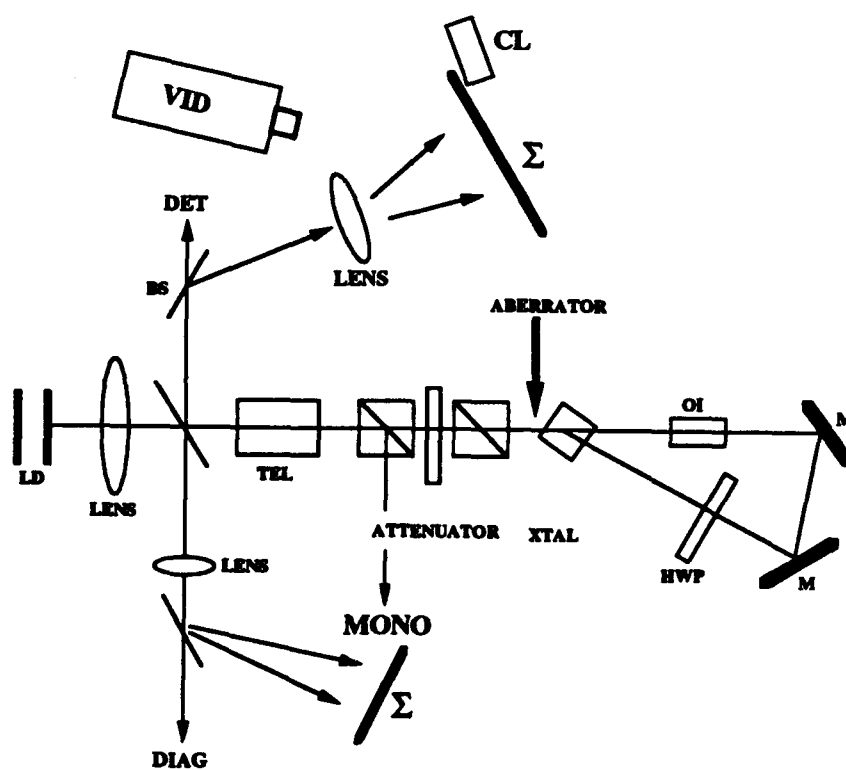 CL
VID
Σ
DET
BS
LENS
ABERRATOR
OI
M
LD
TEL
LENS
ATTENUATOR
XTAL
LENS
HWP
M
MONO
Σ
DIAG